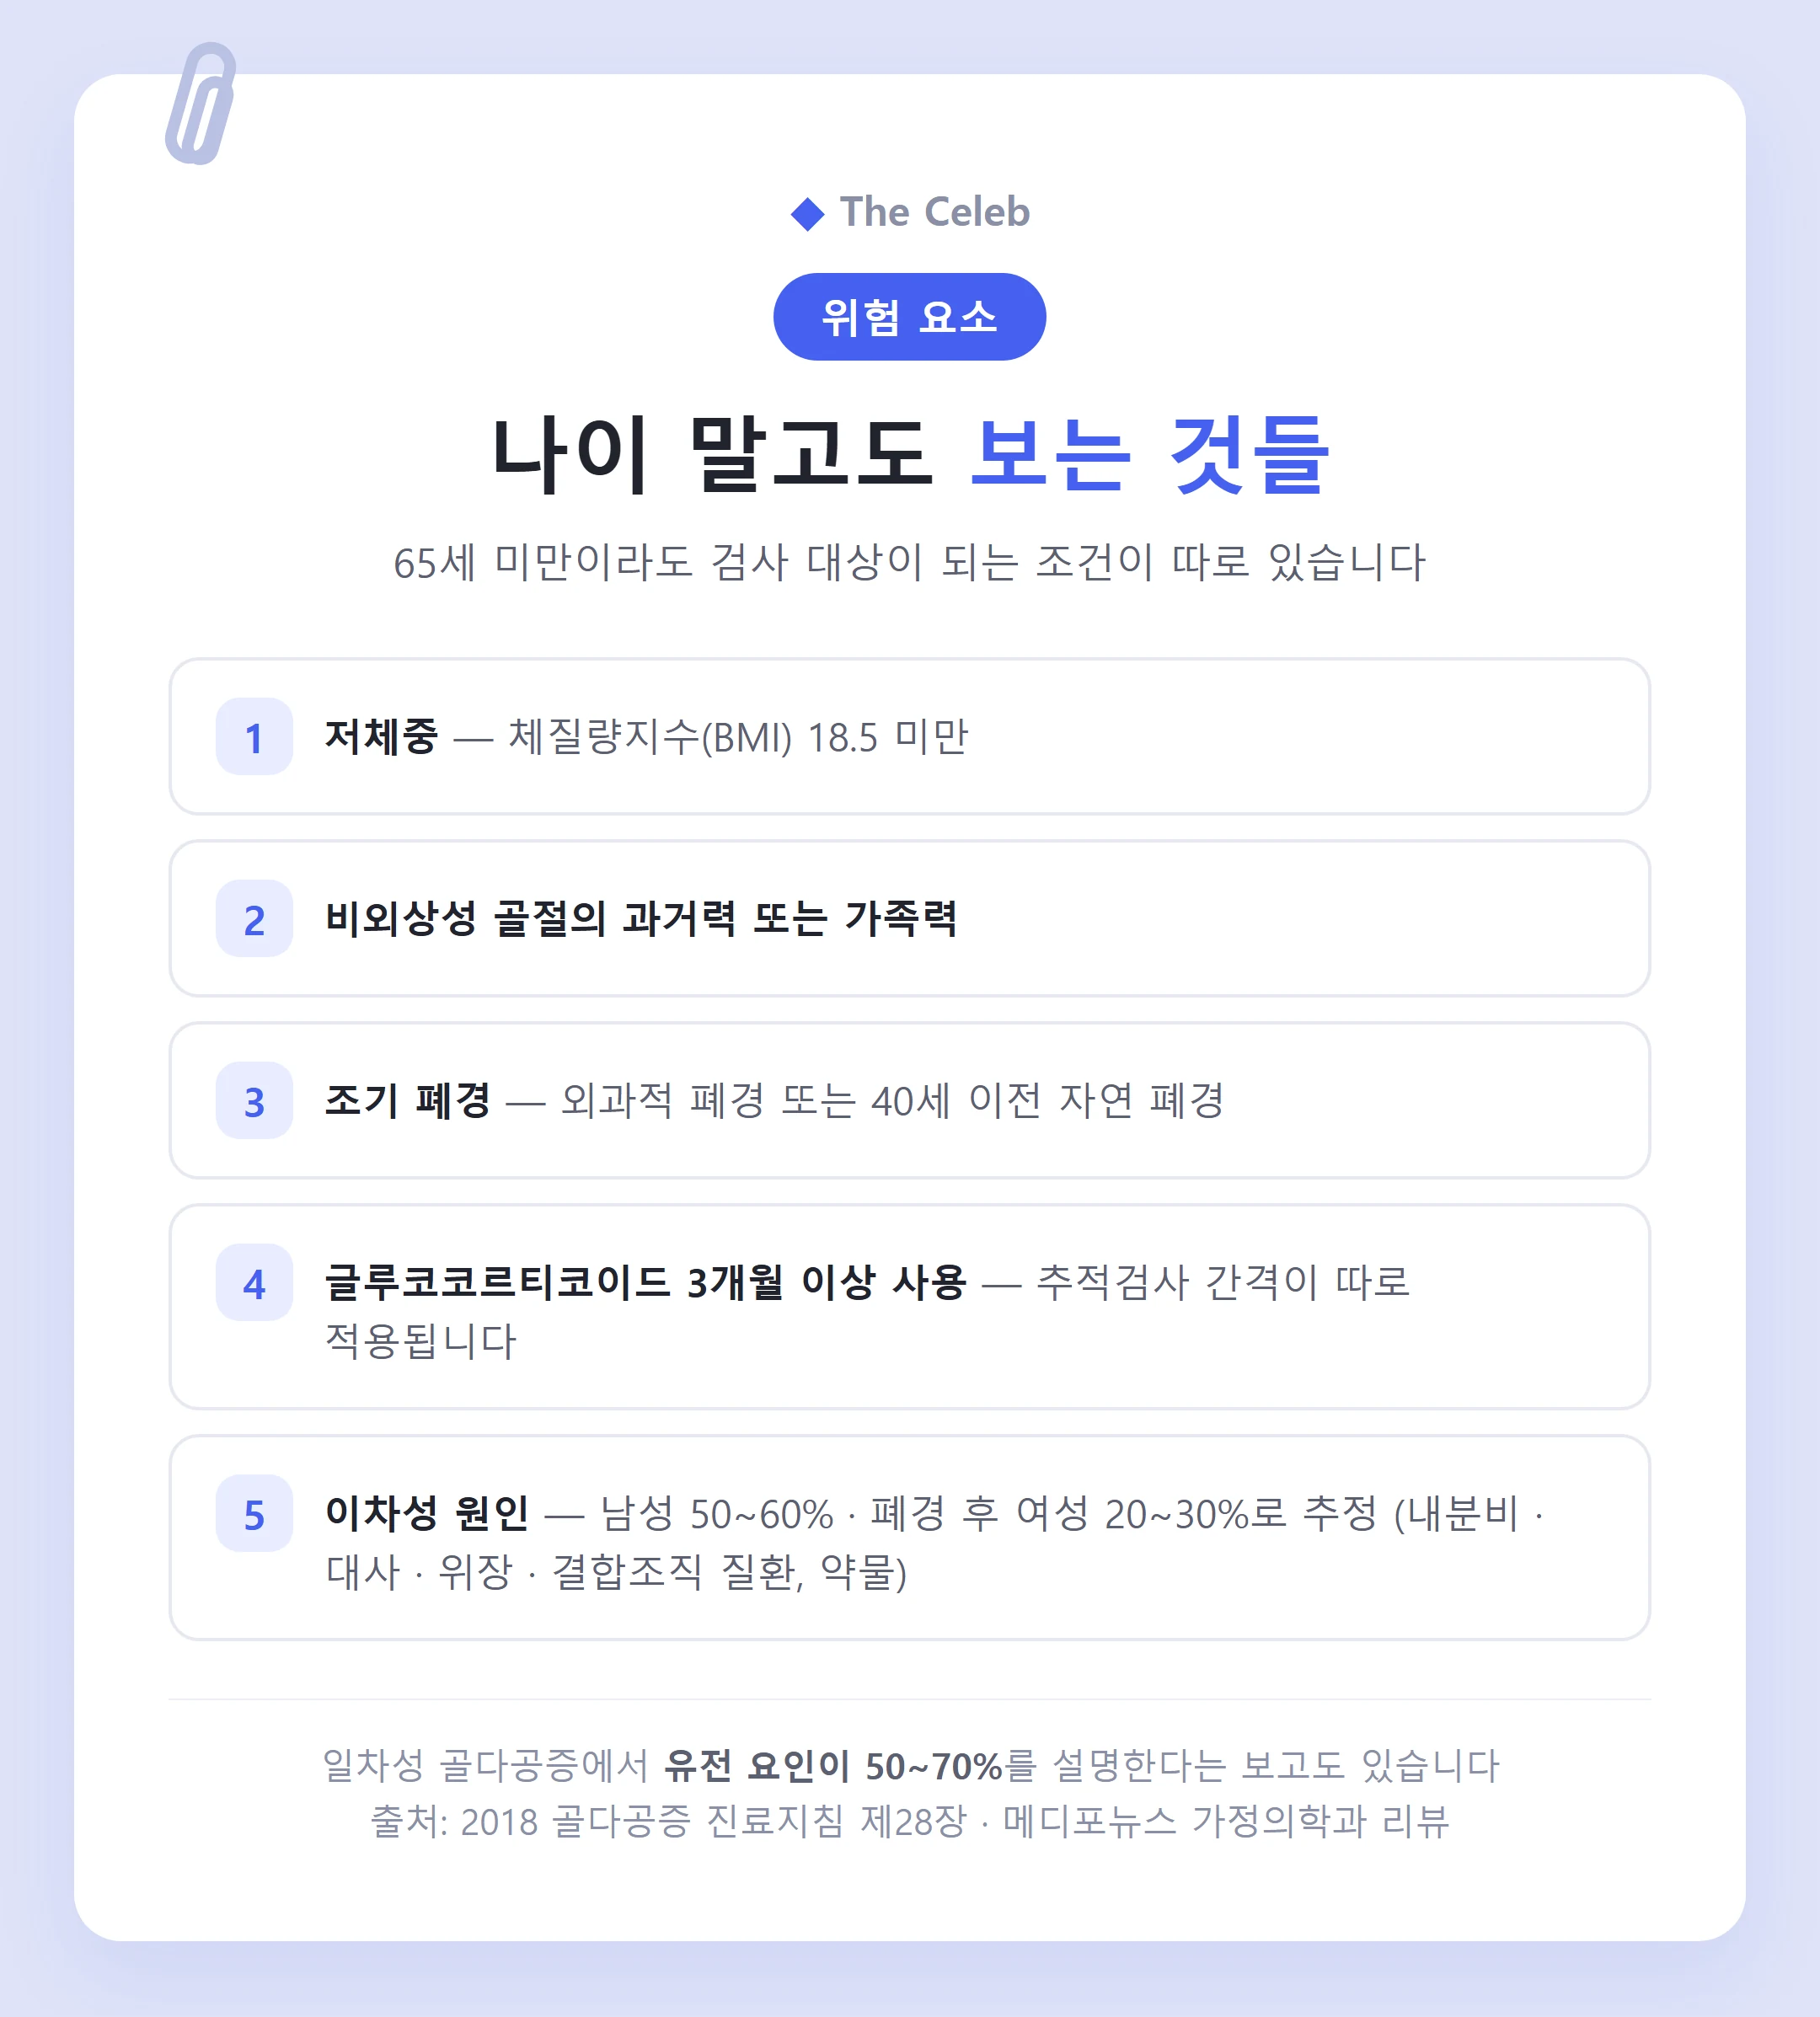 The Celeb
위험 요소
나이 말고도 보는 것들
65세 미만이라도 검사 대상이 되는 조건이 따로 있습니다
1 저체중 — 체질량지수(BMI) 18.5 미만
2 비외상성 골절의 과거력 또는 가족력
3 조기 폐경 — 외과적 폐경 또는 40세 이전 자연 폐경
4 글루코코르티코이드 3개월 이상 사용 — 추적검사 간격이 따로
적용됩니다
5 이차성 원인 — 남성 50~60% · 폐경 후 여성 20~30%로 추정 (내분비 ·
대사 · 위장 · 결합조직 질환, 약물)
일차성 골다공증에서 유전 요인이 50~70%를 설명한다는 보고도 있습니다
출처: 2018 골다공증 진료지침 제28장 · 메디포뉴스 가정의학과 리뷰